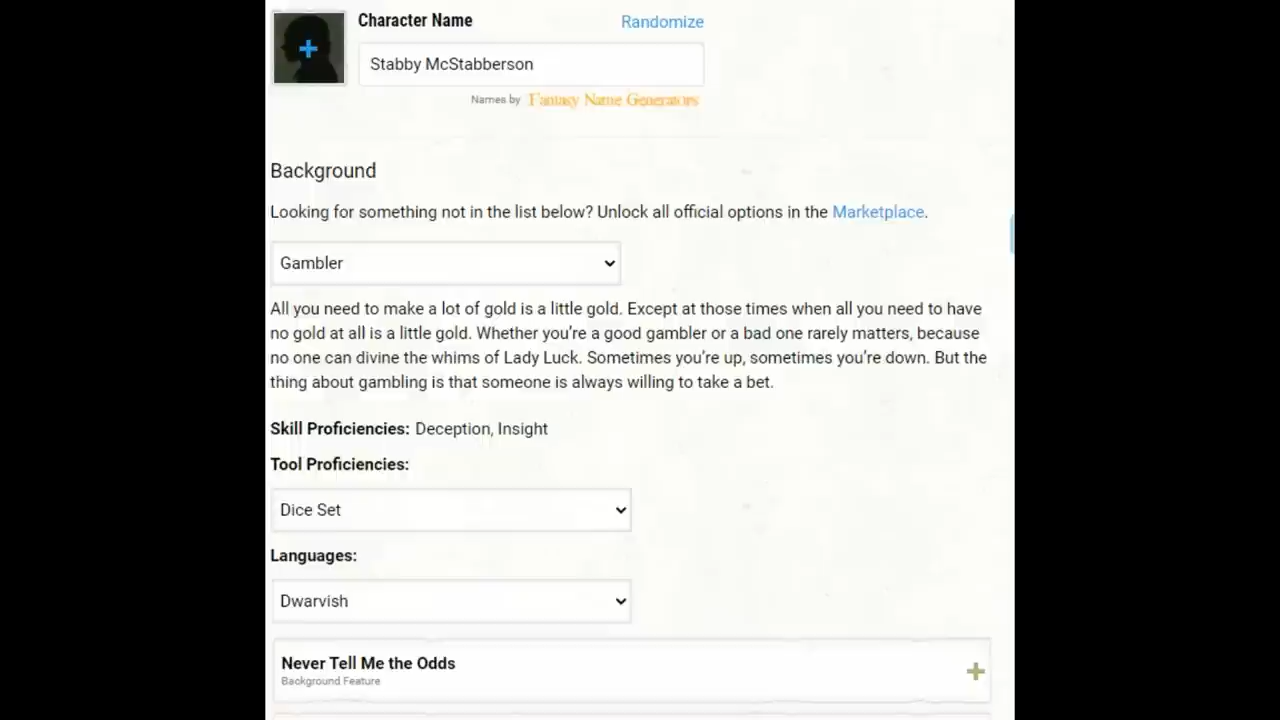 Character Name
Randomize
Stabby McStabberson
Names by Fantasy Name Generators
Background
Looking for something not in the list below? Unlock all official options in the Marketplace.
Gambler
All you need to make a lot of gold is a little gold. Except at those times when all you need to have
no gold at all is a little gold. Whether you’re a good gambler or a bad one rarely matters, because
no one can divine the whims of Lady Luck. Sometimes you’re up, sometimes you’re down. But the
thing about gambling is that someone is always willing to take a bet.
Skill Proficiencies: Deception, Insight
Tool Proficiencies:
Dice Set
Languages:
Dwarvish
Never Tell Me the Odds
Background Feature